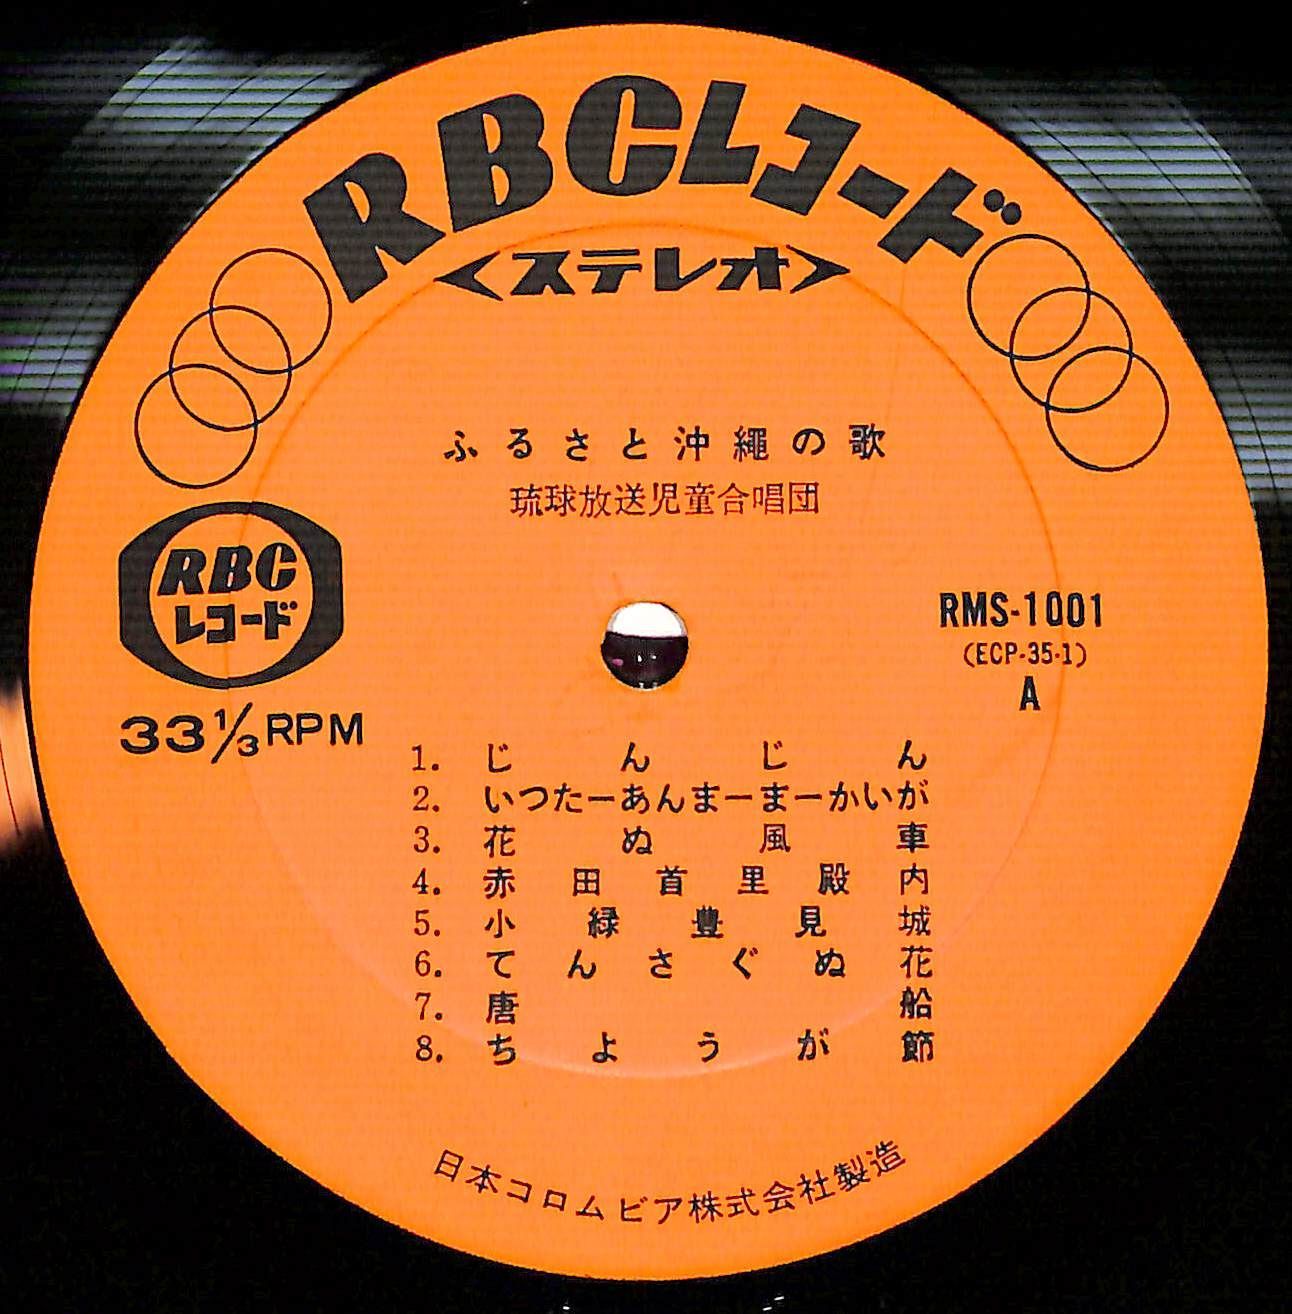 RBCレコード
<ステレオ>
ふるさと沖縄の歌
琉球放送児童合唱団
RBC
レコード
33 1/3 RPM
RMS-1001
(ECP-35-1)
A
1. じんじん
2. いつたーあんまーまーかいが
3. 花ぬ風車
4. 赤田首里殿内
5. 小緑豊見城
6. てんさぐぬ花
7. 唐船
8. ちようが節
日本コロムビア株式会社製造